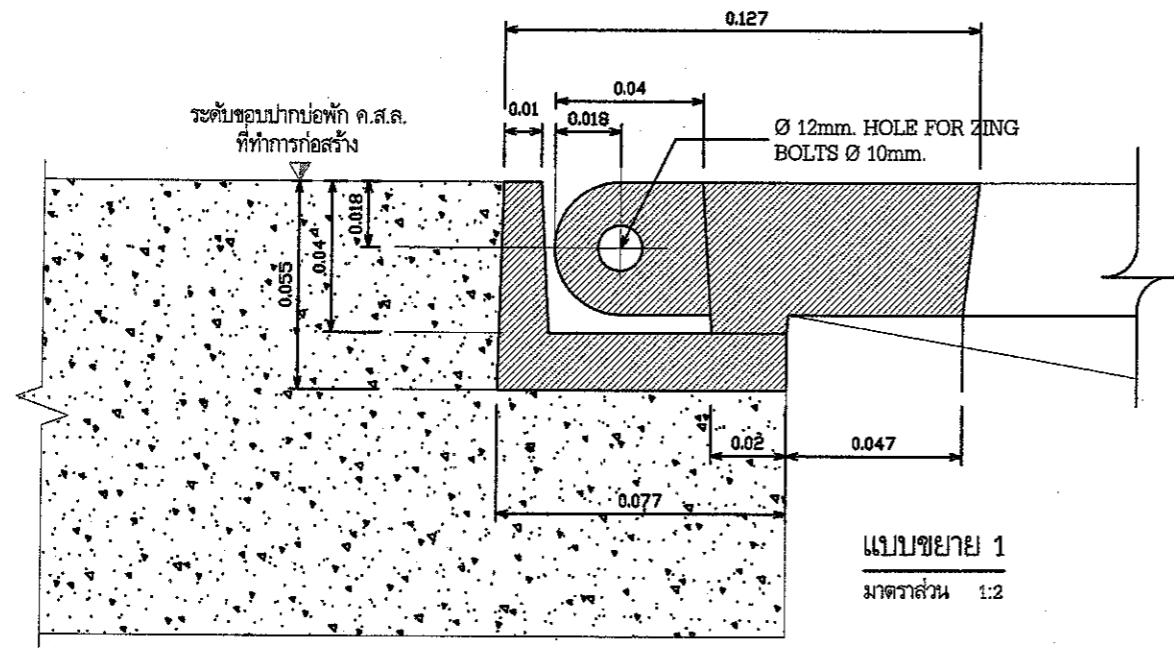 0.127
ระดับขอบปากบ่อพัก ค.ส.ล.
ที่ทำการก่อสร้าง
0.01
0.04
0.018
Ø 12mm. HOLE FOR ZING
BOLTS Ø 10mm.
0.018
0.04
0.055
0.02
0.047
0.077
แบบขยาย 1
มาตราส่วน 1:2